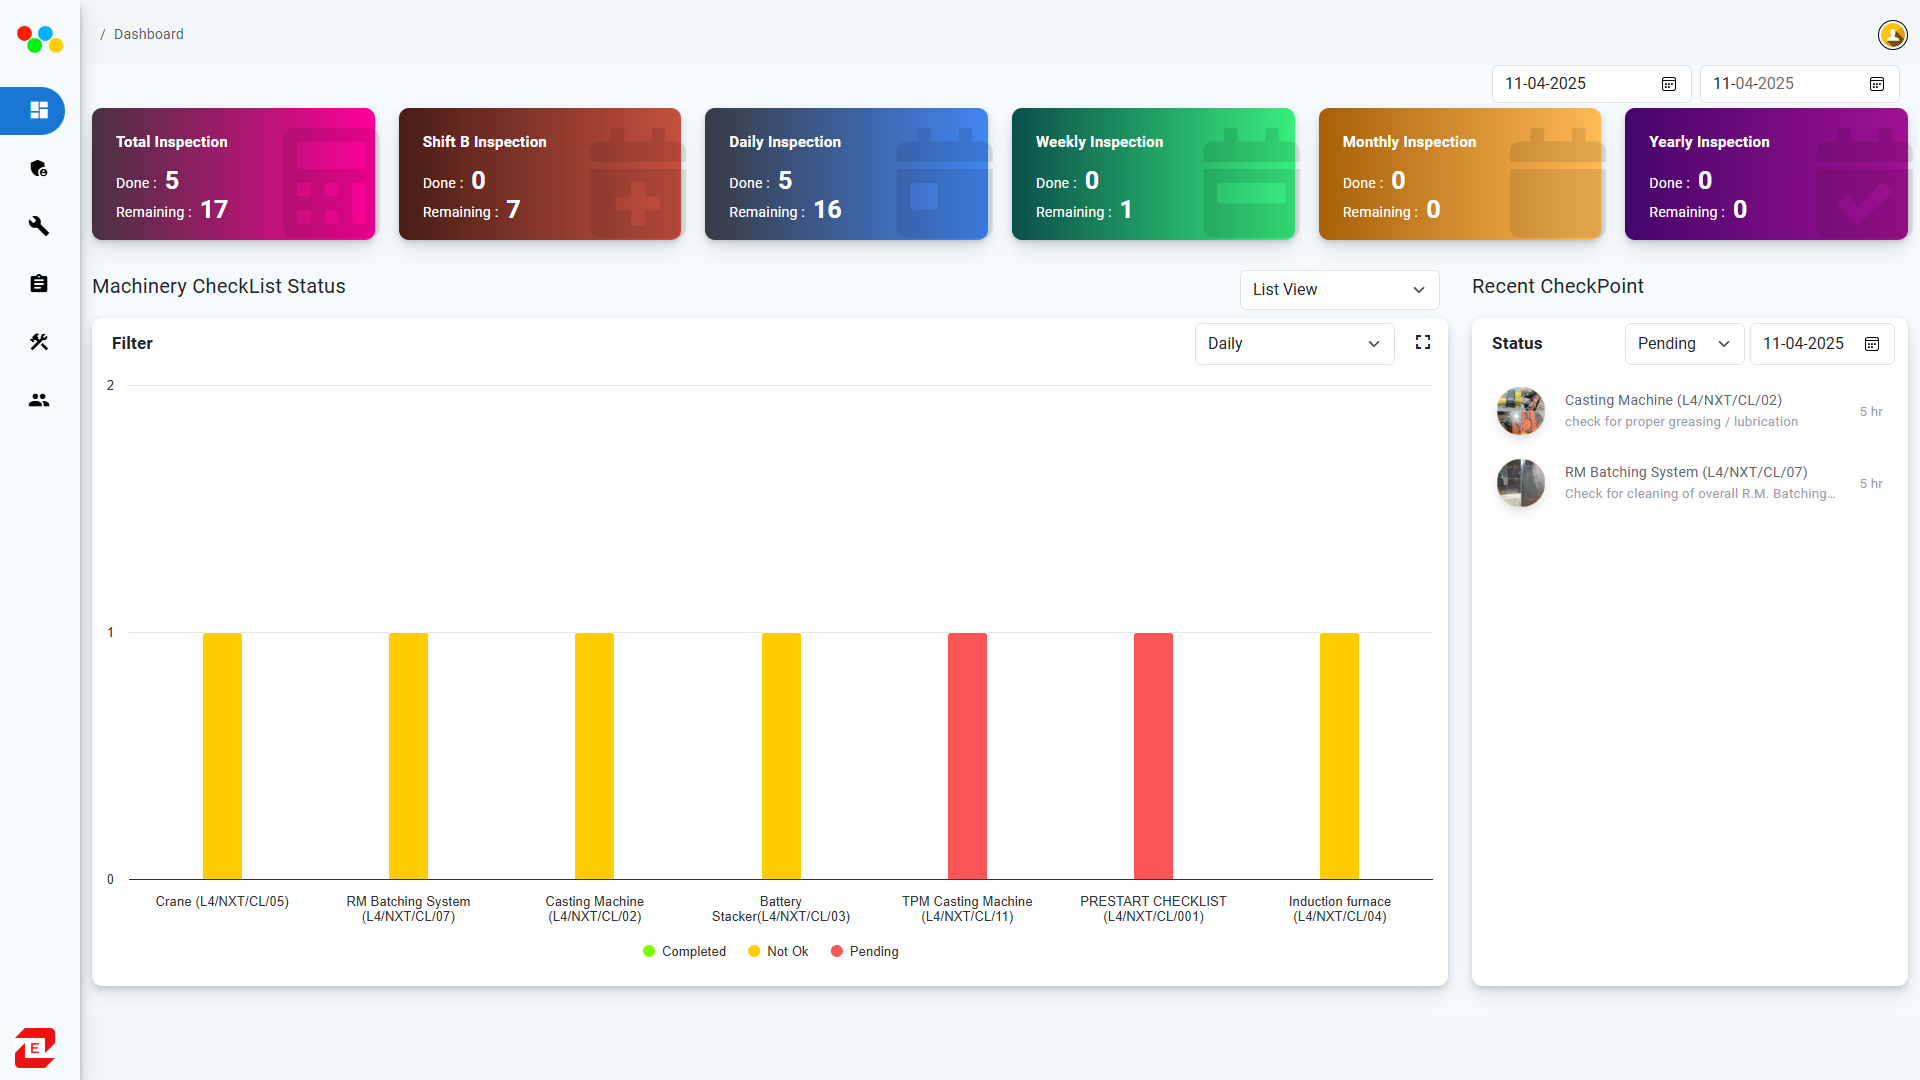 / Dashboard
11-04-2025
11-04-2025
Total Inspection
Done : 5
Remaining : 17
Shift B Inspection
Done : 0
Remaining : 7
Daily Inspection
Done : 5
Remaining : 16
Weekly Inspection
Done : 0
Remaining : 1
Monthly Inspection
Done : 0
Remaining : 0
Yearly Inspection
Done : 0
Remaining : 0
Machinery CheckList Status
List View
Filter
Daily
2
1
0
Crane (L4/NXT/CL/05)
RM Batching System
(L4/NXT/CL/07)
Casting Machine
(L4/NXT/CL/02)
Battery
Stacker(L4/NXT/CL/03)
TPM Casting Machine
(L4/NXT/CL/11)
PRESTART CHECKLIST
(L4/NXT/CL/001)
Induction furnace
(L4/NXT/CL/04)
Completed
Not Ok
Pending
Recent CheckPoint
Status
Pending
11-04-2025
Casting Machine (L4/NXT/CL/02)
check for proper greasing / lubrication
5 hr
RM Batching System (L4/NXT/CL/07)
Check for cleaning of overall R.M. Batching...
5 hr
E